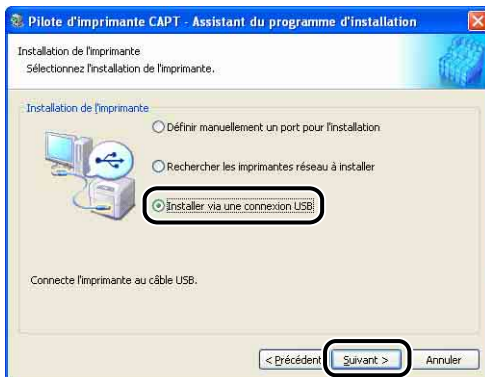 Pilote d'imprimante CAPT - Assistant du programme d'installation
Installation de l'imprimante
Sélectionnez l'installation de l'imprimante.
Installation de l'imprimante
Définir manuellement un port pour l'installation
Rechercher les imprimantes réseau à installer
Installer via une connexion USB
Connecte l'imprimante au câble USB.
< Précédent
Suivant >
Annuler